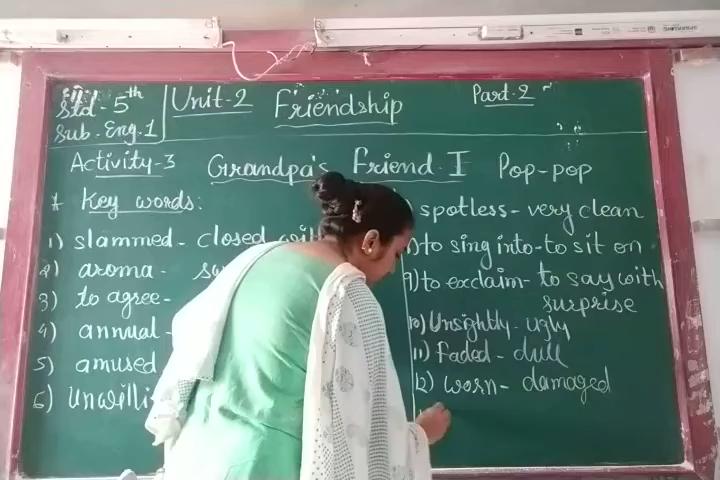 Std - 5th
Sub - Eng.1
Unit-2 Friendship Part-2
Activity-3 Grandpa's Friend-I Pop-pop
* Key words:
1) slammed - closed
2) aroma -
3) to agree -
4) annual -
5) amused
6)
spotless - very clean
to sing into - to sit on
9) to exclaim - to say with
surprise
10) Unsightly - ugly
11) Faded - dull
12) worn - damaged